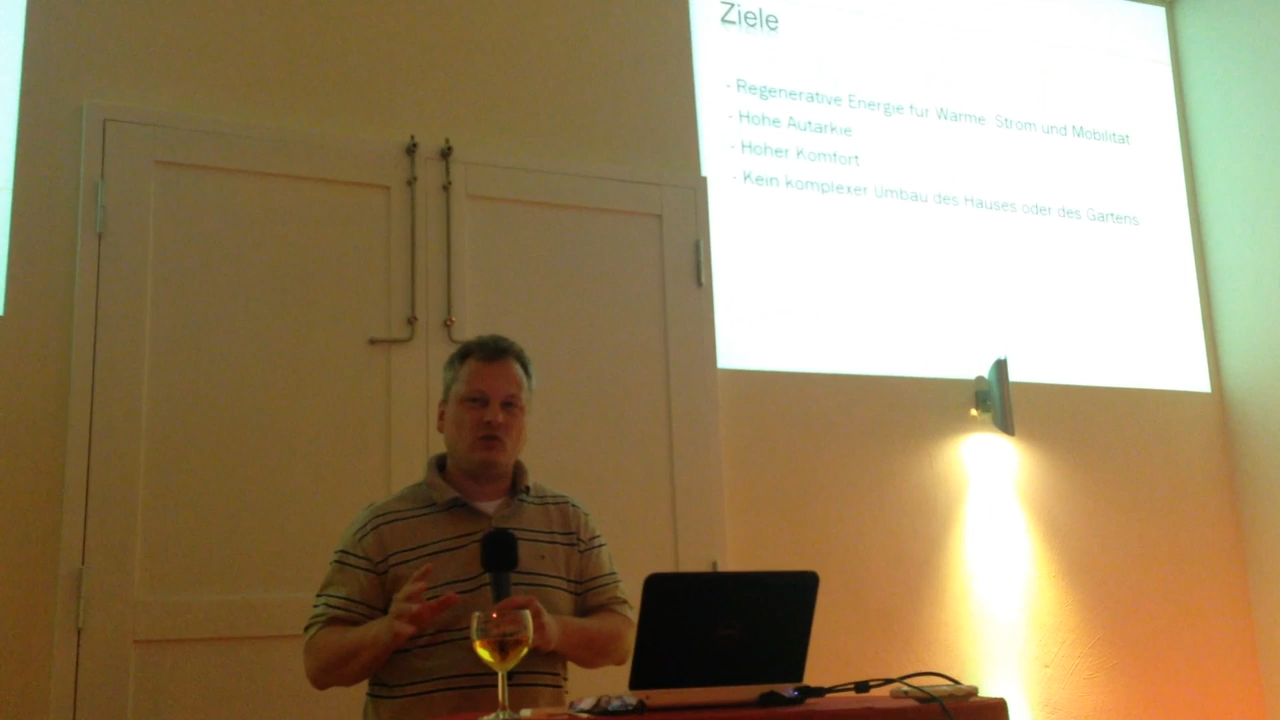 Ziele
- Regenerative Energie für Wärme, Strom und Mobilität
- Hohe Autarkie
- Hoher Komfort
- Kein komplexer Umbau des Hauses oder des Gartens